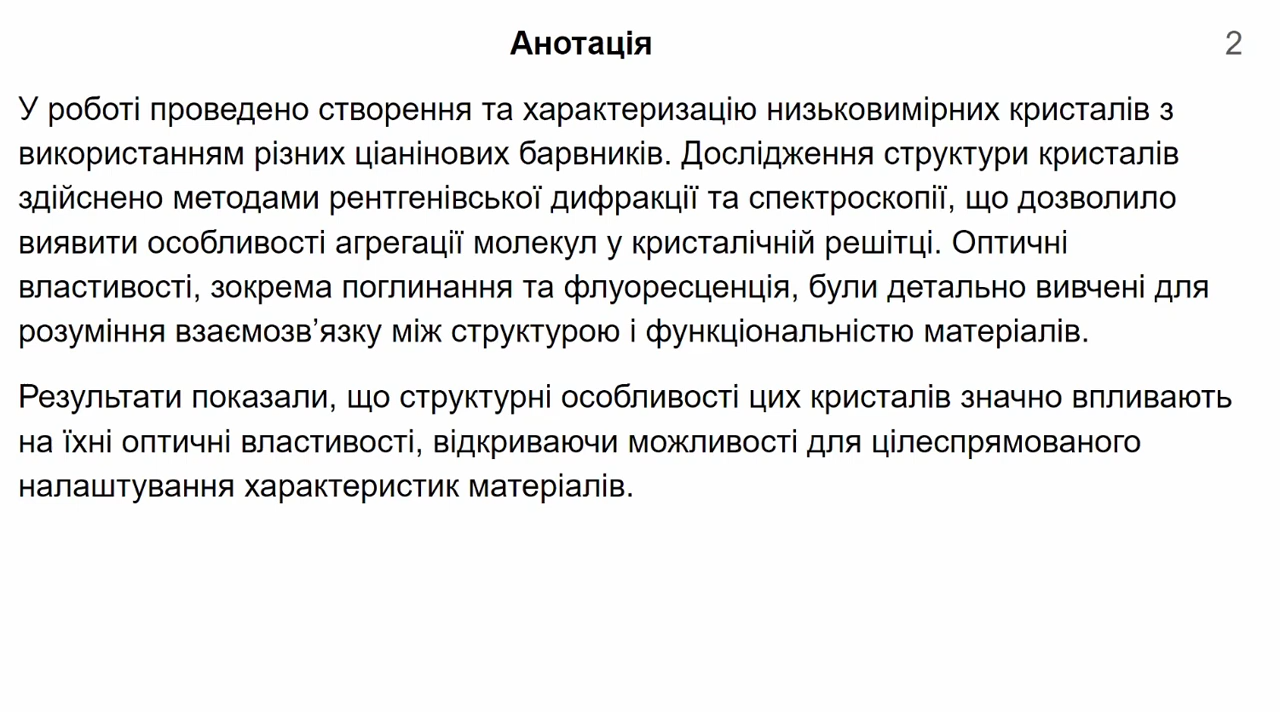 Анотація
2
У роботі проведено створення та характеризацію низьковимірних кристалів з
використанням різних ціанінових барвників. Дослідження структури кристалів
здійснено методами рентгенівської дифракції та спектроскопії, що дозволило
виявити особливості агрегації молекул у кристалічній решітці. Оптичні
властивості, зокрема поглинання та флуоресценція, були детально вивчені для
розуміння взаємозв’язку між структурою і функціональністю матеріалів.
Результати показали, що структурні особливості цих кристалів значно впливають
на їхні оптичні властивості, відкриваючи можливості для цілеспрямованого
налаштування характеристик матеріалів.